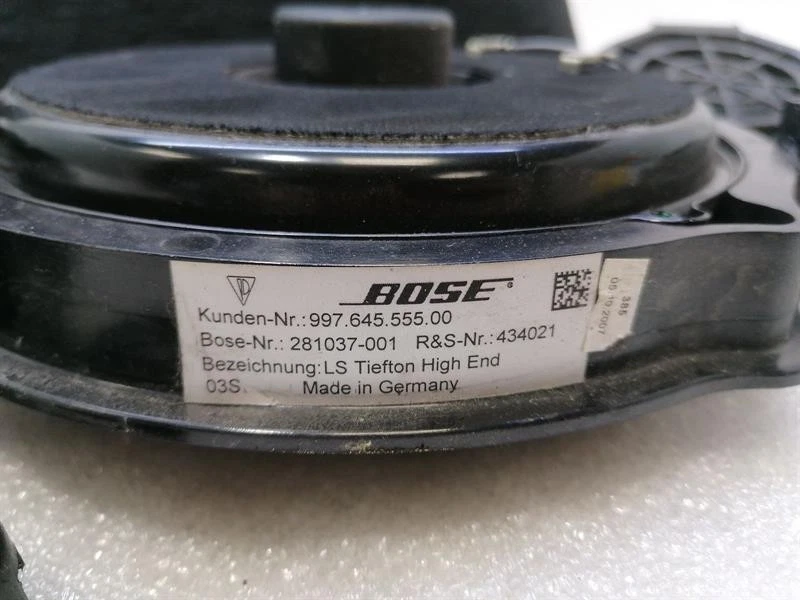 BOSE®
Kunden-Nr.:997.645.555.00
Bose-Nr.: 281037-001 R&S-Nr.:434021
Bezeichnung:LS Tiefton High End
03S. Made in Germany
385
05.10.2007